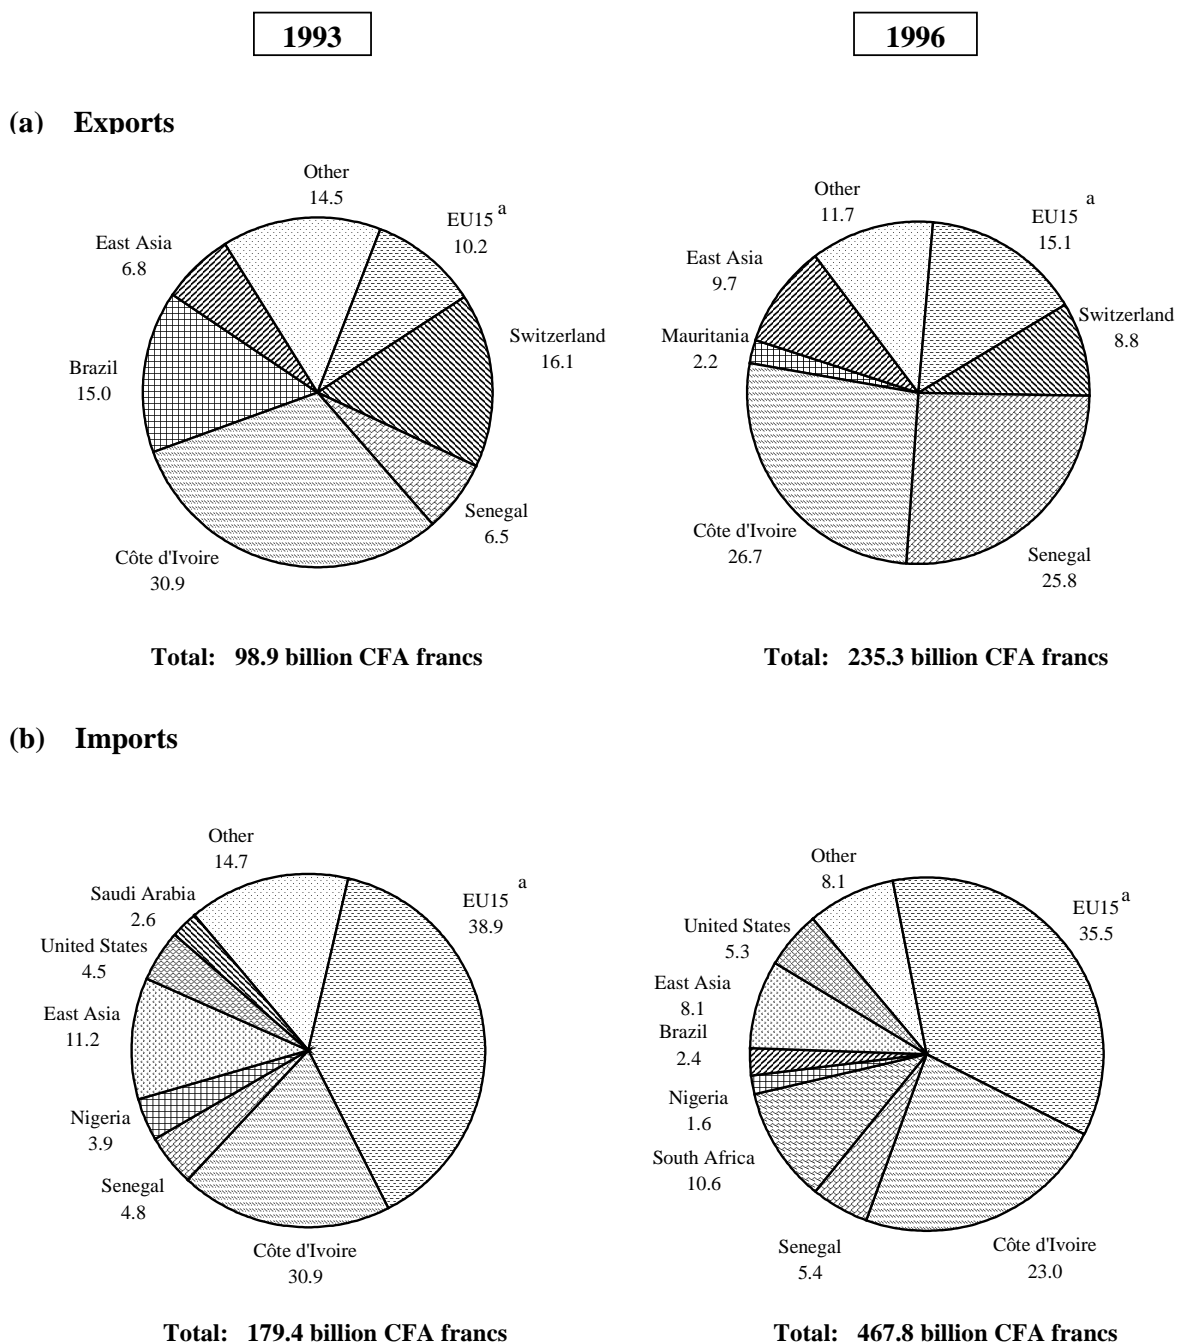 1993
1996
(a) Exports
Other
14.5
EU15 a
10.2
East Asia
6.8
Switzerland
16.1
Brazil
15.0
Senegal
6.5
Côte d'Ivoire
30.9
Total: 98.9 billion CFA francs
Other
11.7
EU15 a
15.1
East Asia
9.7
Switzerland
8.8
Mauritania
2.2
Côte d'Ivoire
26.7
Senegal
25.8
Total: 235.3 billion CFA francs
(b) Imports
Other
14.7
EU15 a
38.9
Saudi Arabia
2.6
United States
4.5
East Asia
11.2
Nigeria
3.9
Senegal
4.8
Côte d'Ivoire
30.9
Total: 179.4 billion CFA francs
Other
8.1
EU15 a
35.5
United States
5.3
East Asia
8.1
Brazil
2.4
Nigeria
1.6
South Africa
10.6
Senegal
5.4
Côte d'Ivoire
23.0
Total: 467.8 billion CFA francs